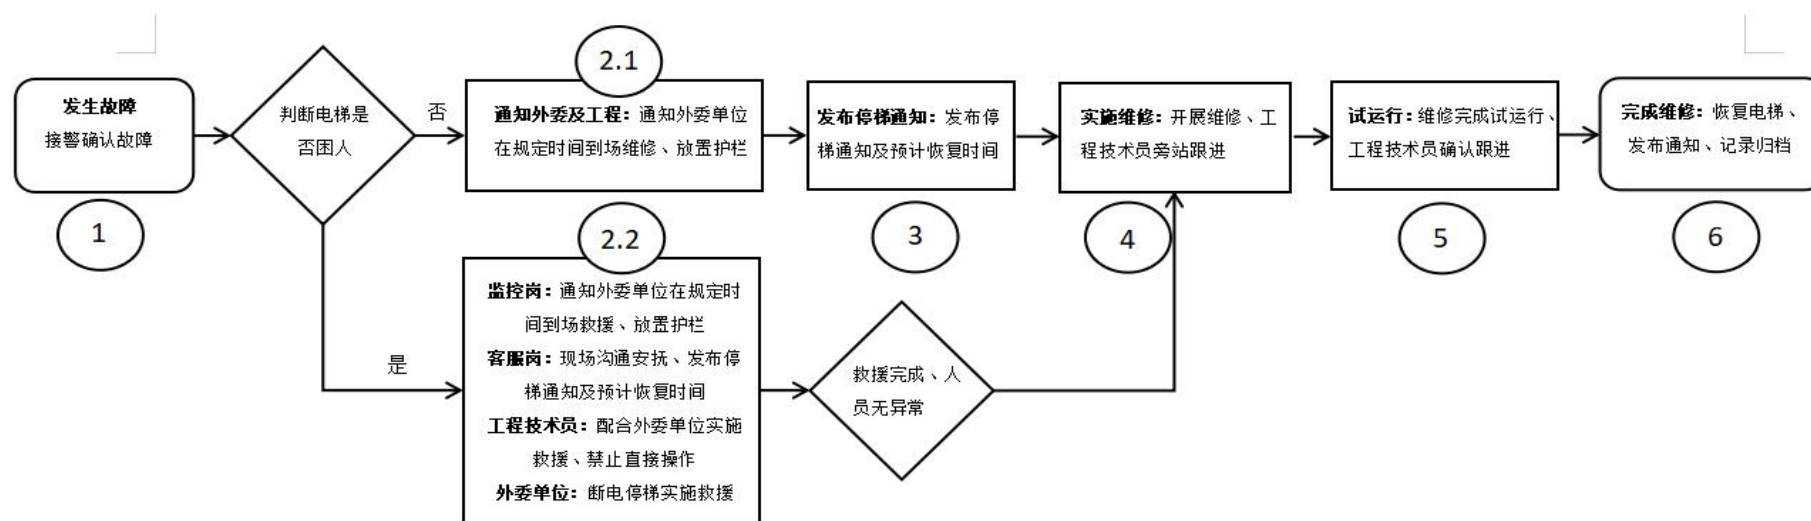 发生故障
接警确认故障
1
判断电梯是
否困人
否
是
2.1
通知外委及工程：通知外委单位
在规定时间到场维修、放置护栏
2.2
监控岗：通知外委单位在规定时
间到场救援、放置护栏
客服岗：现场沟通安抚、发布停
梯通知及预计恢复时间
工程技术员：配合外委单位实施
救援、禁止直接操作
外委单位：断电停梯实施救援
发布停梯通知：发布停
梯通知及预计恢复时间
3
救援完成、人
员无异常
实施维修：开展维修、工
程技术员旁站跟进
4
试运行：维修完成试运行、
工程技术员确认跟进
5
完成维修：恢复电梯、
发布通知、记录归档
6